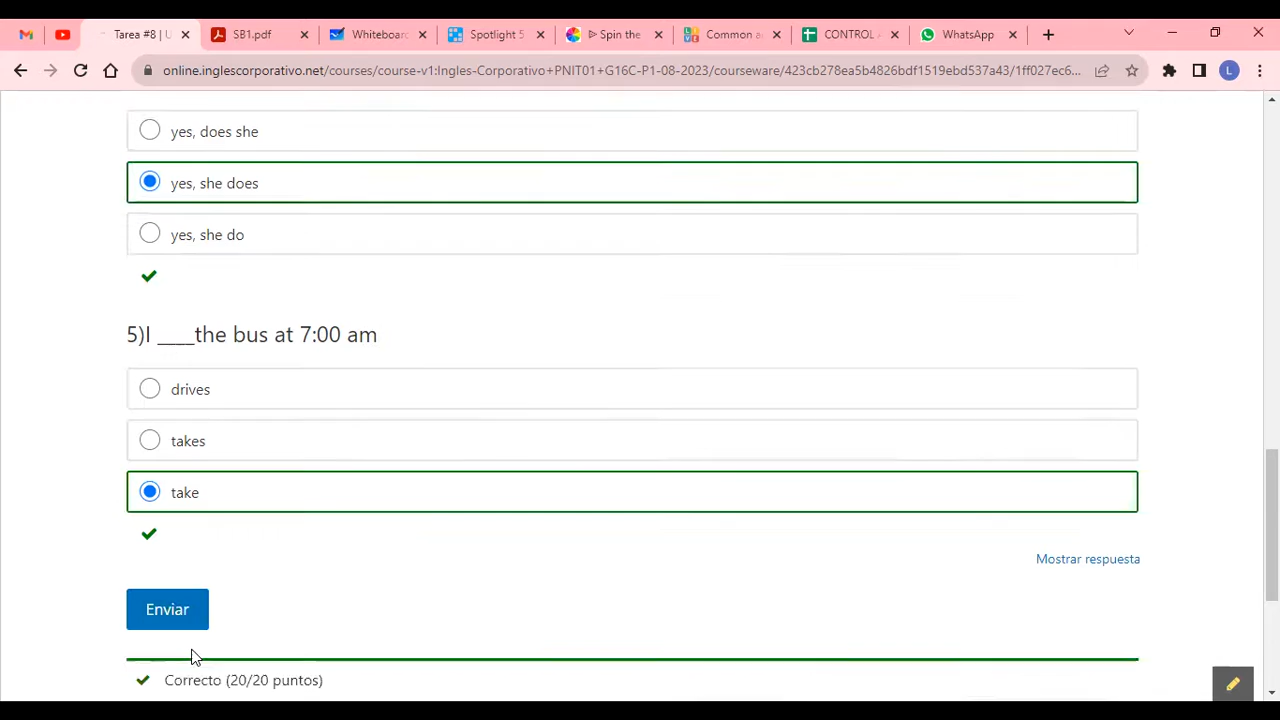 Tarea #8 | U
SB1.pdf
Whiteboard
Spotlight 5
Spin the
Common a
CONTROL
WhatsApp
online.inglescorporativo.net/courses/course-v1:Ingles-Corporativo+PNIT01+G16C-P1-08-2023/courseware/423cb278ea5b4826bdf1519ebd537a43/1ff027ec6...
L
yes, does she
yes, she does
yes, she do
5)I ____the bus at 7:00 am
drives
takes
take
Mostrar respuesta
Enviar
Correcto (20/20 puntos)